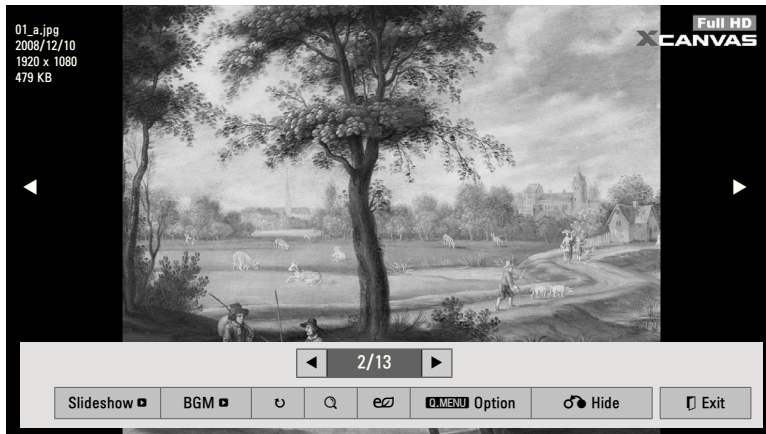 01_a.jpg
2008/12/10
1920 x 1080
479 KB
Full HD
XCANVAS
2/13
Slideshow
BGM
Q.MENU Option
Hide
Exit